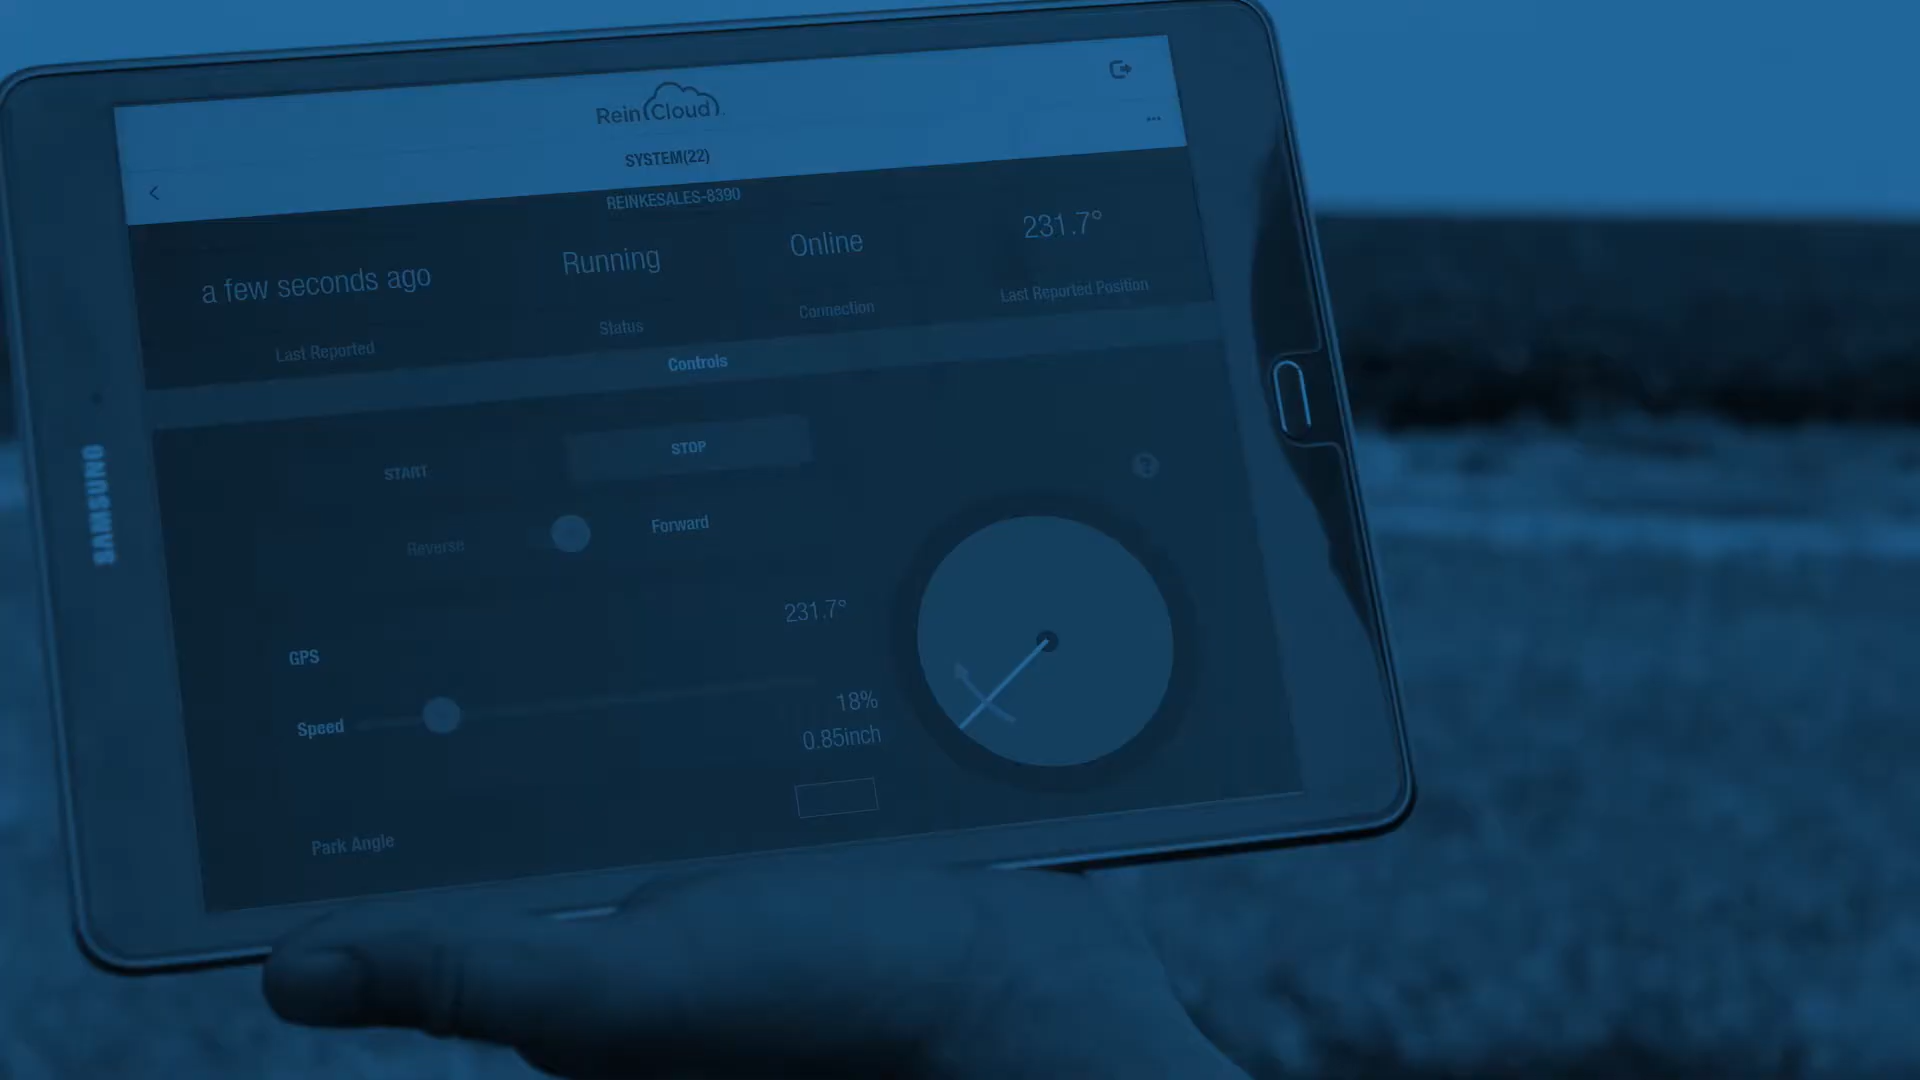 ReinCloud
SYSTEM(22)
REINKESALES-8390
a few seconds ago
Last Reported
Running
Status
Online
Connection
231.7°
Last Reported Position
Controls
START
STOP
Reverse
Forward
GPS
231.7°
Speed
18%
0.85inch
Park Angle
SAMSUNG